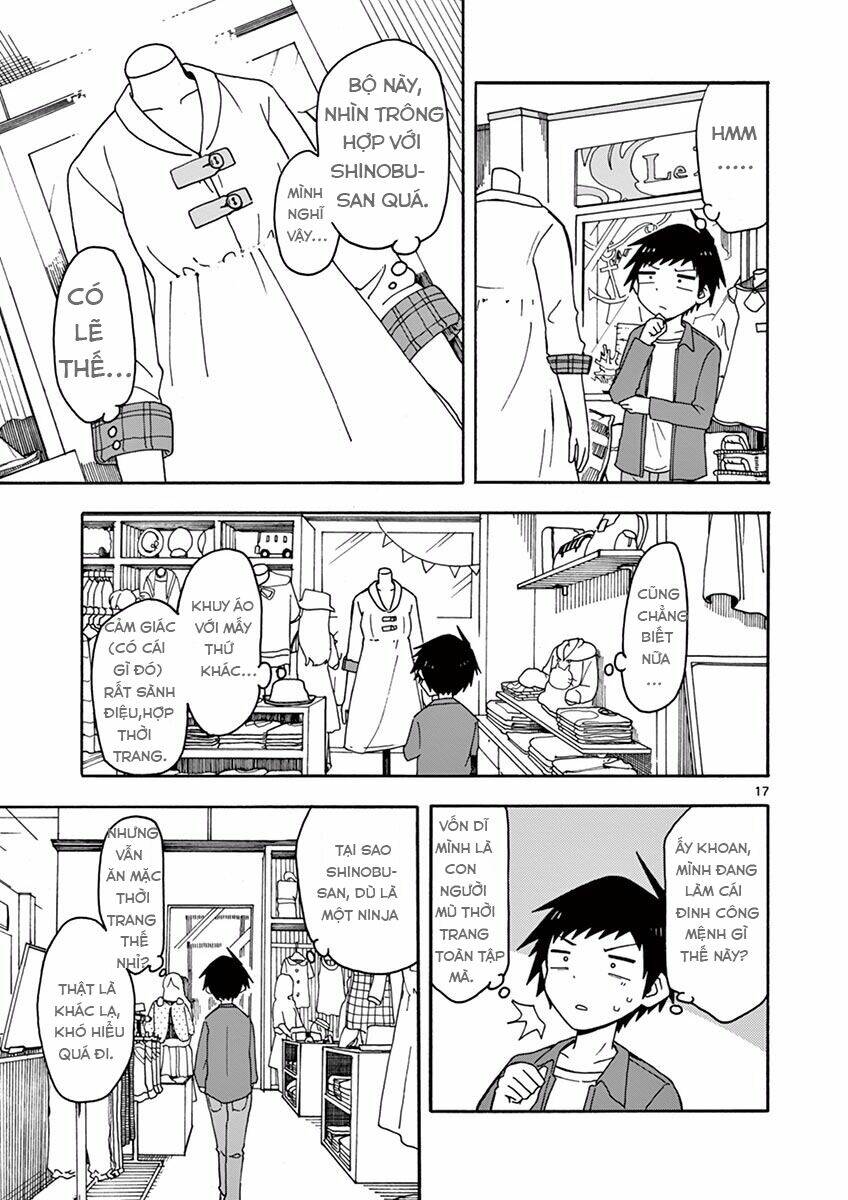 HMM
.....
Le
BỘ NÀY,
NHÌN TRÔNG
HỢP VỚI
SHINOBU-
SAN QUÁ.
MÌNH
NGHĨ
VẬY...
CÓ
LẼ
THẾ...
CŨNG
CHẲNG
BIẾT
NỮA
...
KHUY ÁO
VỚI MẤY
THỨ
KHÁC...
CẢM GIÁC
(CÓ CÁI
GÌ ĐÓ)
RẤT SÀNH
ĐIỆU,HỢP
THỜI
TRANG.
17
ẤY KHOAN,
MÌNH ĐANG
LÀM CÁI
ĐINH CÔNG
MỆNH GÌ
THẾ NÀY?
VỐN DĨ
MÌNH LÀ
CON
NGƯỜI
MÙ THỜI
TRANG
TOÀN TẬP
MÃ.
TẠI SAO
SHINOBU-
SAN, DÙ LÀ
MỘT NINJA
NHƯNG
VẪN
ĂN MẶC
THỜI
TRANG
THẾ
NHỈ?
THẬT LÀ
KHÁC LẠ,
KHÓ HIỂU
QUÁ ĐI.